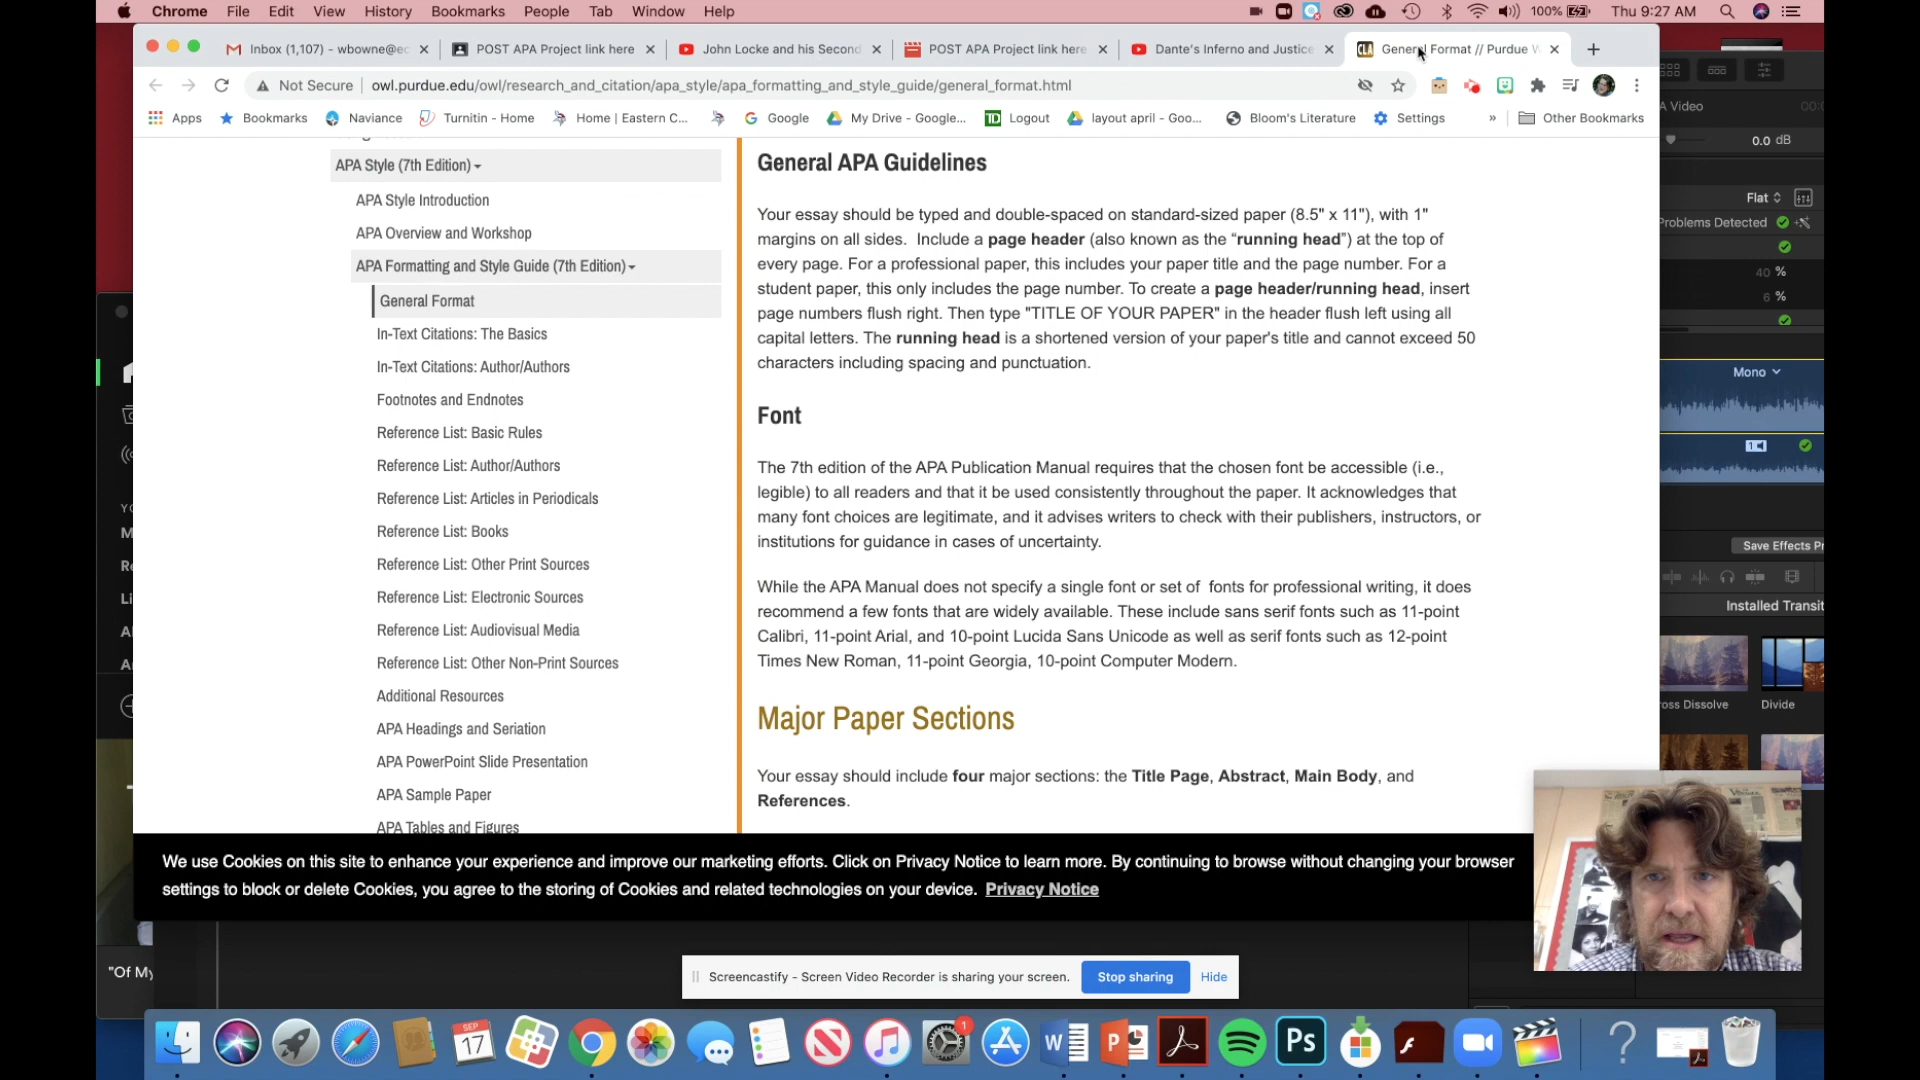 Chrome File Edit View History Bookmarks People Tab Window Help 100% Thu 9:27 AM
Inbox (1,107) - wbowne@ec POST APA Project link here John Locke and his Second POST APA Project link here Dante's Inferno and Justice General Format // Purdue W
Not Secure owl.purdue.edu/owl/research_and_citation/apa_style/apa_formatting_and_style_guide/general_format.html
Apps Bookmarks Naviance Turnitin - Home Home | Eastern C... Google My Drive - Google... TD Logout layout april - Goo... Bloom's Literature Settings » Other Bookmarks
APA Style (7th Edition)
APA Style Introduction
APA Overview and Workshop
APA Formatting and Style Guide (7th Edition)
General Format
In-Text Citations: The Basics
In-Text Citations: Author/Authors
Footnotes and Endnotes
Reference List: Basic Rules
Reference List: Author/Authors
Reference List: Articles in Periodicals
Reference List: Books
Reference List: Other Print Sources
Reference List: Electronic Sources
Reference List: Audiovisual Media
Reference List: Other Non-Print Sources
Additional Resources
APA Headings and Seriation
APA PowerPoint Slide Presentation
APA Sample Paper
APA Tables and Figures
General APA Guidelines
Your essay should be typed and double-spaced on standard-sized paper (8.5" x 11"), with 1"
margins on all sides. Include a page header (also known as the “running head”) at the top of
every page. For a professional paper, this includes your paper title and the page number. For a
student paper, this only includes the page number. To create a page header/running head, insert
page numbers flush right. Then type "TITLE OF YOUR PAPER" in the header flush left using all
capital letters. The running head is a shortened version of your paper's title and cannot exceed 50
characters including spacing and punctuation.
Font
The 7th edition of the APA Publication Manual requires that the chosen font be accessible (i.e.,
legible) to all readers and that it be used consistently throughout the paper. It acknowledges that
many font choices are legitimate, and it advises writers to check with their publishers, instructors, or
institutions for guidance in cases of uncertainty.
While the APA Manual does not specify a single font or set of fonts for professional writing, it does
recommend a few fonts that are widely available. These include sans serif fonts such as 11-point
Calibri, 11-point Arial, and 10-point Lucida Sans Unicode as well as serif fonts such as 12-point
Times New Roman, 11-point Georgia, 10-point Computer Modern.
Major Paper Sections
Your essay should include four major sections: the Title Page, Abstract, Main Body, and
References.
A Video
0.0 dB
Flat
Problems Detected
40 %
6 %
Mono
Save Effects Pr
Installed Transit
oss Dissolve Divide
We use Cookies on this site to enhance your experience and improve our marketing efforts. Click on Privacy Notice to learn more. By continuing to browse without changing your browser
settings to block or delete Cookies, you agree to the storing of Cookies and related technologies on your device. Privacy Notice
"Of My
Screencastify - Screen Video Recorder is sharing your screen. Stop sharing Hide
SEP
17
1
W P Ps